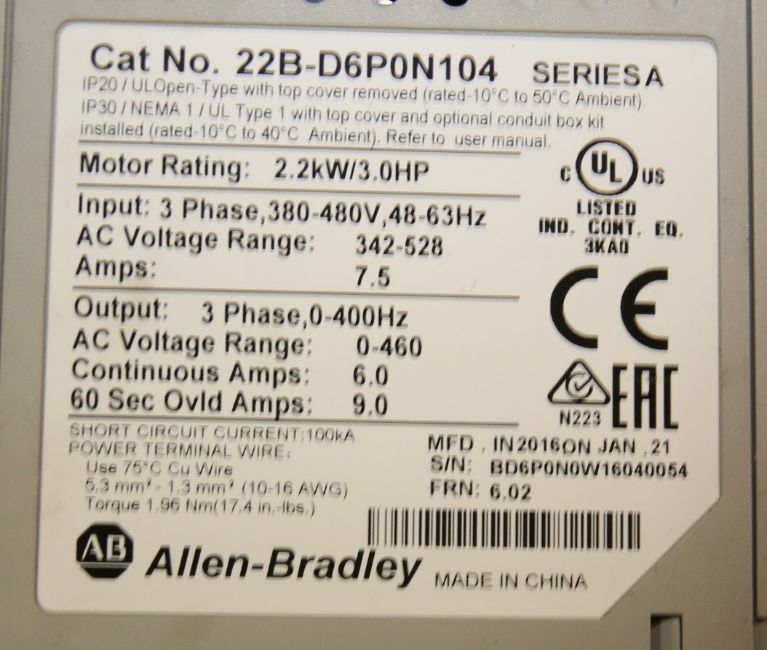 Cat No. 22B-D6P0N104 SERIES A
IP20 / ULOpen-Type with top cover removed (rated-10°C to 50°C Ambient).
IP30 / NEMA 1 / UL Type 1 with top cover and optional conduit box kit
installed (rated-10°C to 40°C Ambient). Refer to user manual.
Motor Rating: 2.2kW/3.0HP
C UL US
LISTED
IND. CONT. EQ.
3KA0
Input: 3 Phase,380-480V,48-63Hz
AC Voltage Range: 342-528
Amps: 7.5
CE
Output: 3 Phase,0-400Hz
AC Voltage Range: 0-460
Continuous Amps: 6.0
60 Sec Ovld Amps: 9.0
N223
EAC
SHORT CIRCUIT CURRENT:100kA
POWER TERMINAL WIRE:
Use 75°C Cu Wire
5.3 mm² - 1.3 mm² (10-16 AWG)
Torque 1.96 Nm(17.4 in.-lbs.)
MFD . IN 2016ON JAN .21
S/N: BD6P0N0W16040054
FRN: 6.02
AB Allen-Bradley MADE IN CHINA